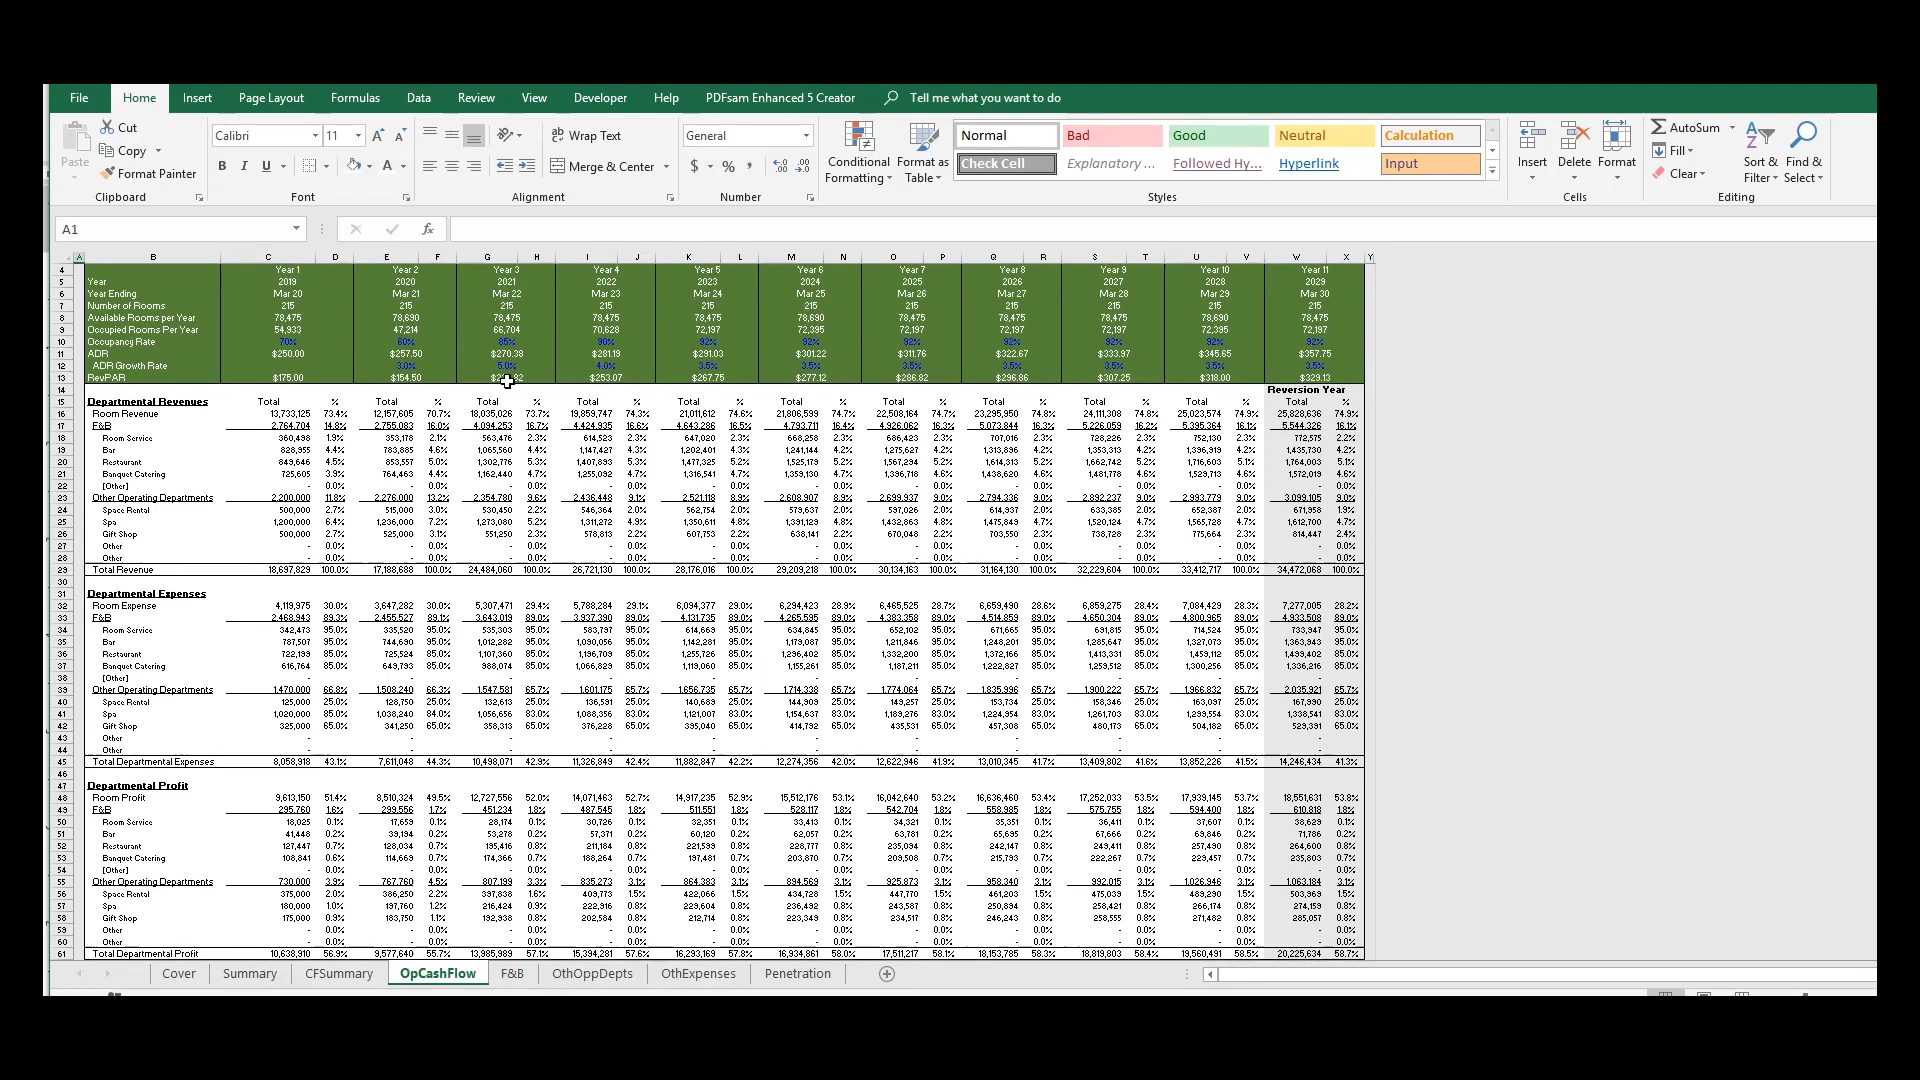 File Home Insert Page Layout Formulas Data Review View Developer Help PDFsam Enhanced 5 Creator Tell me what you want to do
Paste Cut Copy Format Painter
Clipboard
Calibri 11
B I U
Font
Wrap Text
Merge & Center
Alignment
General
$ % ,
Number
Conditional Formatting Format as Table
Normal Bad Good Neutral Calculation
Check Cell Explanatory ... Followed Hy... Hyperlink Input
Styles
Insert Delete Format
Cells
AutoSum Fill Clear
Sort & Filter Find & Select
Editing
A1 fx
A B C D E F G H I J K L M N O P Q R S T U V W X Y
4 Year 1 Year 2 Year 3 Year 4 Year 5 Year 6 Year 7 Year 8 Year 9 Year 10 Year 11
5 Year 2019 2020 2021 2022 2023 2024 2025 2026 2027 2028 2029
6 Year Ending Mar 20 Mar 21 Mar 22 Mar 23 Mar 24 Mar 25 Mar 26 Mar 27 Mar 28 Mar 29 Mar 30
7 Number of Rooms 215 215 215 215 215 215 215 215 215 215 215
8 Available Rooms per Year 78,475 78,690 78,475 78,475 78,475 78,690 78,475 78,475 78,475 78,690 78,475
9 Occupied Rooms Per Year 54,933 47,214 66,704 70,628 72,197 72,395 72,197 72,197 72,197 72,395 72,197
10 Occupancy Rate 70% 60% 85% 90% 92% 92% 92% 92% 92% 92% 92%
11 ADR $250.00 $257.50 $270.38 $281.19 $291.03 $301.22 $311.76 $322.67 $333.97 $345.65 $357.75
12 ADR Growth Rate 3.0% 5.0% 4.0% 3.5% 3.5% 3.5% 3.5% 3.5% 3.5% 3.5%
13 RevPAR $175.00 $154.50 $253.07 $267.75 $277.12 $286.82 $296.86 $307.25 $318.00 $329.13
14 Reversion Year
15 Departmental Revenues Total % Total % Total % Total % Total % Total % Total % Total % Total % Total % Total %
16 Room Revenue 13,733,125 73.4% 12,157,605 70.7% 18,035,026 73.7% 19,859,747 74.3% 21,011,612 74.6% 21,806,599 74.7% 22,508,164 74.7% 23,295,950 74.8% 24,111,308 74.8% 25,023,574 74.9% 25,828,636 74.9%
17 F&B 2,764,704 14.8% 2,755,083 16.0% 4,094,253 16.7% 4,424,935 16.6% 4,643,286 16.5% 4,793,711 16.4% 4,926,062 16.3% 5,073,844 16.3% 5,226,059 16.2% 5,395,364 16.1% 5,544,326 16.1%
18 Room Service 360,498 1.9% 353,178 2.1% 563,476 2.3% 614,523 2.3% 647,020 2.3% 668,258 2.3% 686,423 2.3% 707,016 2.3% 728,226 2.3% 752,130 2.3% 772,575 2.2%
19 Bar 828,955 4.4% 783,885 4.6% 1,065,560 4.4% 1,147,427 4.3% 1,202,401 4.3% 1,241,144 4.2% 1,275,627 4.2% 1,313,896 4.2% 1,353,313 4.2% 1,396,919 4.2% 1,435,730 4.2%
20 Restaurant 849,646 4.5% 853,557 5.0% 1,302,776 5.3% 1,407,893 5.3% 1,477,325 5.2% 1,525,179 5.2% 1,567,294 5.2% 1,614,313 5.2% 1,662,742 5.2% 1,716,603 5.1% 1,764,003 5.1%
21 Banquet Catering 725,605 3.9% 764,463 4.4% 1,162,440 4.7% 1,255,092 4.7% 1,316,541 4.7% 1,359,130 4.7% 1,396,718 4.6% 1,438,620 4.6% 1,481,778 4.6% 1,529,713 4.6% 1,572,019 4.6%
22 [Other] - 0.0% - 0.0% - 0.0% - 0.0% - 0.0% - 0.0% - 0.0% - 0.0% - 0.0% - 0.0% - 0.0%
23 Other Operating Departments 2,200,000 11.8% 2,276,000 13.2% 2,354,780 9.6% 2,436,448 9.1% 2,521,118 8.9% 2,608,907 8.9% 2,699,937 9.0% 2,794,336 9.0% 2,892,237 9.0% 2,993,779 9.0% 3,099,105 9.0%
24 Space Rental 500,000 2.7% 515,000 3.0% 530,450 2.2% 546,364 2.0% 562,754 2.0% 579,637 2.0% 597,026 2.0% 614,937 2.0% 633,385 2.0% 652,387 2.0% 671,958 1.9%
25 Spa 1,200,000 6.4% 1,236,000 7.2% 1,273,080 5.2% 1,311,272 4.9% 1,350,611 4.8% 1,391,129 4.8% 1,432,863 4.8% 1,475,849 4.7% 1,520,124 4.7% 1,565,728 4.7% 1,612,700 4.7%
26 Gift Shop 500,000 2.7% 525,000 3.1% 551,250 2.3% 578,813 2.2% 607,753 2.2% 638,141 2.2% 670,048 2.2% 703,550 2.3% 738,728 2.3% 775,664 2.3% 814,447 2.4%
27 Other - 0.0% - 0.0% - 0.0% - 0.0% - 0.0% - 0.0% - 0.0% - 0.0% - 0.0% - 0.0% - 0.0%
28 Other - 0.0% - 0.0% - 0.0% - 0.0% - 0.0% - 0.0% - 0.0% - 0.0% - 0.0% - 0.0% - 0.0%
29 Total Revenue 18,697,829 100.0% 17,188,688 100.0% 24,484,060 100.0% 26,721,130 100.0% 28,176,016 100.0% 29,209,218 100.0% 30,134,163 100.0% 31,164,130 100.0% 32,229,604 100.0% 33,412,717 100.0% 34,472,068 100.0%
30
31 Departmental Expenses
32 Room Expense 4,119,975 30.0% 3,647,282 30.0% 5,307,471 29.4% 5,788,284 29.1% 6,094,377 29.0% 6,294,423 28.9% 6,465,525 28.7% 6,659,490 28.6% 6,859,275 28.4% 7,084,429 28.3% 7,277,005 28.2%
33 F&B 2,468,943 89.3% 2,455,527 89.1% 3,643,019 89.0% 3,937,390 89.0% 4,131,735 89.0% 4,265,595 89.0% 4,383,358 89.0% 4,514,859 89.0% 4,650,304 89.0% 4,800,965 89.0% 4,933,508 89.0%
34 Room Service 342,473 95.0% 335,520 95.0% 535,303 95.0% 583,797 95.0% 614,669 95.0% 634,845 95.0% 652,102 95.0% 671,665 95.0% 691,815 95.0% 714,524 95.0% 733,947 95.0%
35 Bar 787,507 95.0% 744,690 95.0% 1,012,282 95.0% 1,090,056 95.0% 1,142,281 95.0% 1,179,087 95.0% 1,211,846 95.0% 1,248,201 95.0% 1,285,647 95.0% 1,327,073 95.0% 1,363,943 95.0%
36 Restaurant 722,199 85.0% 725,524 85.0% 1,107,360 85.0% 1,196,709 85.0% 1,255,726 85.0% 1,296,402 85.0% 1,332,200 85.0% 1,372,166 85.0% 1,413,331 85.0% 1,459,112 85.0% 1,499,402 85.0%
37 Banquet Catering 616,764 85.0% 649,793 85.0% 988,074 85.0% 1,066,829 85.0% 1,119,060 85.0% 1,155,261 85.0% 1,187,211 85.0% 1,222,827 85.0% 1,259,512 85.0% 1,300,256 85.0% 1,336,216 85.0%
38 [Other] - - - - - - - - - - -
39 Other Operating Departments 1,470,000 66.8% 1,508,240 66.3% 1,547,581 65.7% 1,601,175 65.7% 1,656,735 65.7% 1,714,338 65.7% 1,774,064 65.7% 1,835,996 65.7% 1,900,222 65.7% 1,966,832 65.7% 2,035,921 65.7%
40 Space Rental 125,000 25.0% 128,750 25.0% 132,613 25.0% 136,591 25.0% 140,689 25.0% 144,909 25.0% 149,257 25.0% 153,734 25.0% 158,346 25.0% 163,097 25.0% 167,990 25.0%
41 Spa 1,020,000 85.0% 1,038,240 84.0% 1,056,656 83.0% 1,088,356 83.0% 1,121,007 83.0% 1,154,637 83.0% 1,189,276 83.0% 1,224,954 83.0% 1,261,703 83.0% 1,299,554 83.0% 1,338,541 83.0%
42 Gift Shop 325,000 65.0% 341,250 65.0% 358,313 65.0% 376,228 65.0% 395,040 65.0% 414,792 65.0% 435,531 65.0% 457,308 65.0% 480,173 65.0% 504,182 65.0% 529,391 65.0%
43 Other - - - - - - - - - - -
44 Other - - - - - - - - - - -
45 Total Departmental Expenses 8,058,918 43.1% 7,611,048 44.3% 10,498,071 42.9% 11,326,849 42.4% 11,882,847 42.2% 12,274,356 42.0% 12,622,946 41.9% 13,010,345 41.7% 13,409,802 41.6% 13,852,226 41.5% 14,246,434 41.3%
46
47 Departmental Profit
48 Room Profit 9,613,150 51.4% 8,510,324 49.5% 12,727,556 52.0% 14,071,463 52.7% 14,917,235 52.9% 15,512,176 53.1% 16,042,640 53.2% 16,636,460 53.4% 17,252,033 53.5% 17,939,145 53.7% 18,551,631 53.8%
49 F&B 295,760 1.6% 299,556 1.7% 451,234 1.8% 487,545 1.8% 511,551 1.8% 528,117 1.8% 542,704 1.8% 558,985 1.8% 575,755 1.8% 594,400 1.8% 610,818 1.8%
50 Room Service 18,025 0.1% 17,659 0.1% 28,174 0.1% 30,726 0.1% 32,351 0.1% 33,413 0.1% 34,321 0.1% 35,351 0.1% 36,411 0.1% 37,607 0.1% 38,629 0.1%
51 Bar 41,448 0.2% 39,194 0.2% 53,278 0.2% 57,371 0.2% 60,120 0.2% 62,057 0.2% 63,781 0.2% 65,695 0.2% 67,666 0.2% 69,846 0.2% 71,786 0.2%
52 Restaurant 127,447 0.7% 128,034 0.7% 195,416 0.8% 211,184 0.8% 221,599 0.8% 228,777 0.8% 235,094 0.8% 242,147 0.8% 249,411 0.8% 257,490 0.8% 264,600 0.8%
53 Banquet Catering 108,841 0.6% 114,669 0.7% 174,366 0.7% 188,264 0.7% 197,481 0.7% 203,870 0.7% 209,508 0.7% 215,793 0.7% 222,267 0.7% 229,457 0.7% 235,803 0.7%
54 [Other] - 0.0% - 0.0% - 0.0% - 0.0% - 0.0% - 0.0% - 0.0% - 0.0% - 0.0% - 0.0% - 0.0%
55 Other Operating Departments 730,000 3.9% 767,760 4.5% 807,199 3.3% 835,273 3.1% 864,383 3.1% 894,569 3.1% 925,873 3.1% 958,340 3.1% 992,015 3.1% 1,026,946 3.1% 1,063,184 3.1%
56 Space Rental 375,000 2.0% 386,250 2.2% 397,838 1.6% 409,773 1.5% 422,066 1.5% 434,728 1.5% 447,770 1.5% 461,203 1.5% 475,039 1.5% 489,290 1.5% 503,969 1.5%
57 Spa 180,000 1.0% 197,760 1.2% 216,424 0.9% 222,916 0.8% 229,604 0.8% 236,492 0.8% 243,587 0.8% 250,894 0.8% 258,421 0.8% 266,174 0.8% 274,159 0.8%
58 Gift Shop 175,000 0.9% 183,750 1.1% 192,938 0.8% 202,584 0.8% 212,714 0.8% 223,349 0.8% 234,517 0.8% 246,243 0.8% 258,555 0.8% 271,482 0.8% 285,057 0.8%
59 Other - 0.0% - 0.0% - 0.0% - 0.0% - 0.0% - 0.0% - 0.0% - 0.0% - 0.0% - 0.0% - 0.0%
60 Other - 0.0% - 0.0% - 0.0% - 0.0% - 0.0% - 0.0% - 0.0% - 0.0% - 0.0% - 0.0% - 0.0%
61 Total Departmental Profit 10,638,910 56.9% 9,577,640 55.7% 13,985,989 57.1% 15,394,281 57.6% 16,293,169 57.8% 16,934,861 58.0% 17,511,217 58.1% 18,153,785 58.3% 18,819,803 58.4% 19,560,491 58.5% 20,225,634 58.7%
Cover Summary CFSummary OpCashFlow F&B OthOppDepts OthExpenses Penetration